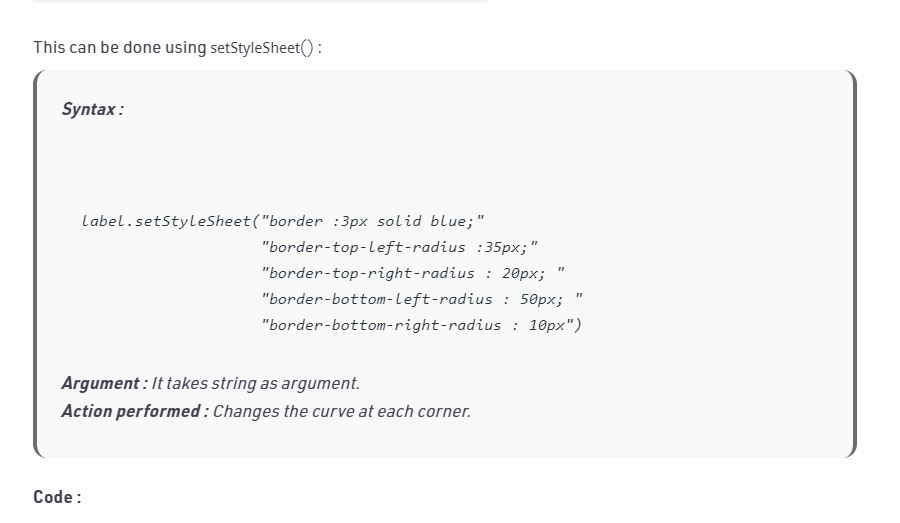 This can be done using setStyleSheet() :
Syntax :
label.setStyleSheet("border :3px solid blue;"
"border-top-left-radius :35px;"
"border-top-right-radius : 20px; "
"border-bottom-left-radius : 50px; "
"border-bottom-right-radius : 10px")
Argument : It takes string as argument.
Action performed : Changes the curve at each corner.
Code :